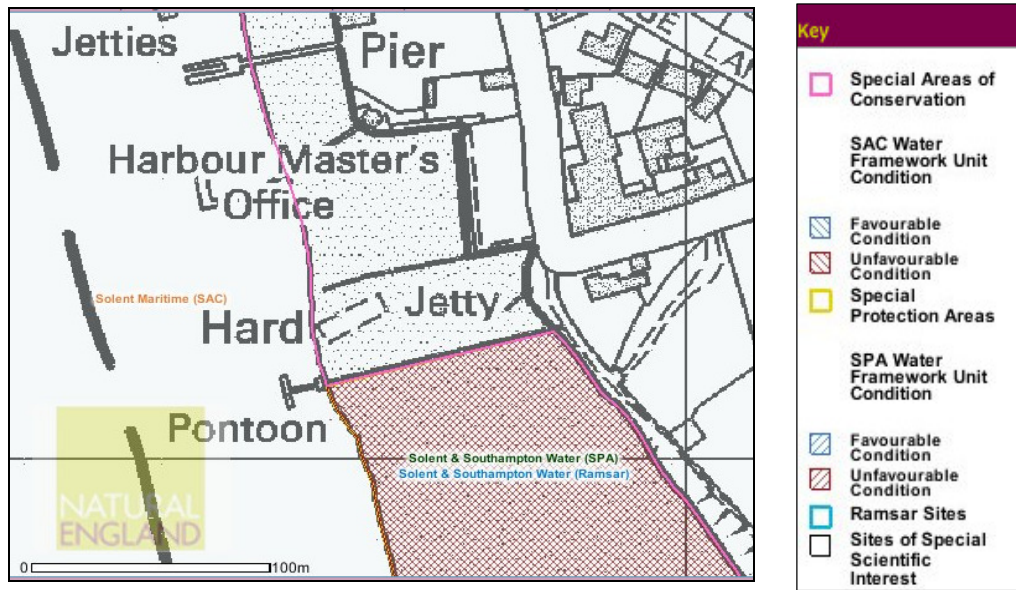 Jetties
Pier
Harbour Master's
Office
Solent Maritime (SAC)
Jetty
Hard
Pontoon
Solent & Southampton Water (SPA)
Solent & Southampton Water (Ramsar)
NATURAL
ENGLAND
0 100m
Key
Special Areas of
Conservation
SAC Water
Framework Unit
Condition
Favourable
Condition
Unfavourable
Condition
Special
Protection Areas
SPA Water
Framework Unit
Condition
Favourable
Condition
Unfavourable
Condition
Ramsar Sites
Sites of Special
Scientific
Interest